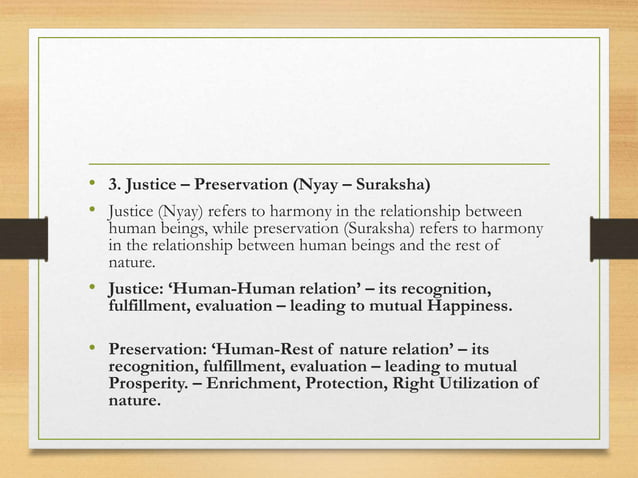 • 3. Justice – Preservation (Nyay – Suraksha)
• Justice (Nyay) refers to harmony in the relationship between
human beings, while preservation (Suraksha) refers to harmony
in the relationship between human beings and the rest of
nature.
• Justice: ‘Human-Human relation’ – its recognition,
fulfillment, evaluation – leading to mutual Happiness.
• Preservation: ‘Human-Rest of nature relation’ – its
recognition, fulfillment, evaluation – leading to mutual
Prosperity. – Enrichment, Protection, Right Utilization of
nature.